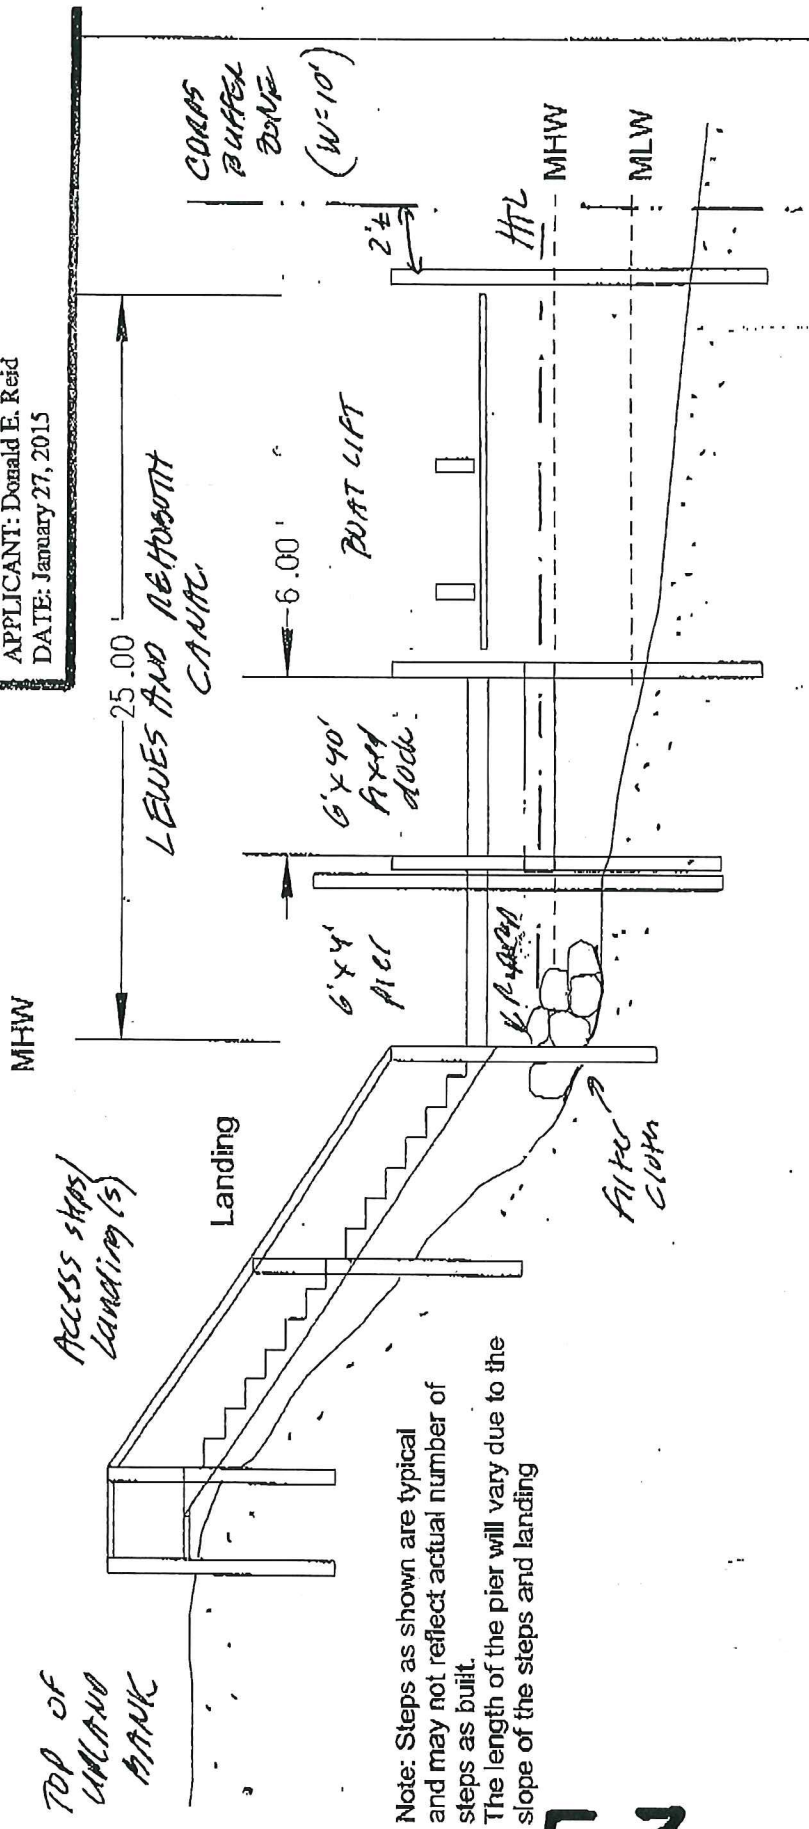 APPLICANT: Donald E. Reid
DATE: January 27, 2015
CORPS
BUFFER
ZONE
(W=10')
MHW
25.00'
LEWES AND REHOBOTH
CANAL
2'±
HTL
MHW
MLW
6.00'
BOAT LIFT
6'x40'
fixed
dock
6'x4'
pier
RipRap
Filter
Cloth
Access steps/
Landing(s)
Landing
TOP OF
UPLAND
BANK
Note: Steps as shown are typical
and may not reflect actual number of
steps as built.
The length of the pier will vary due to the
slope of the steps and landing